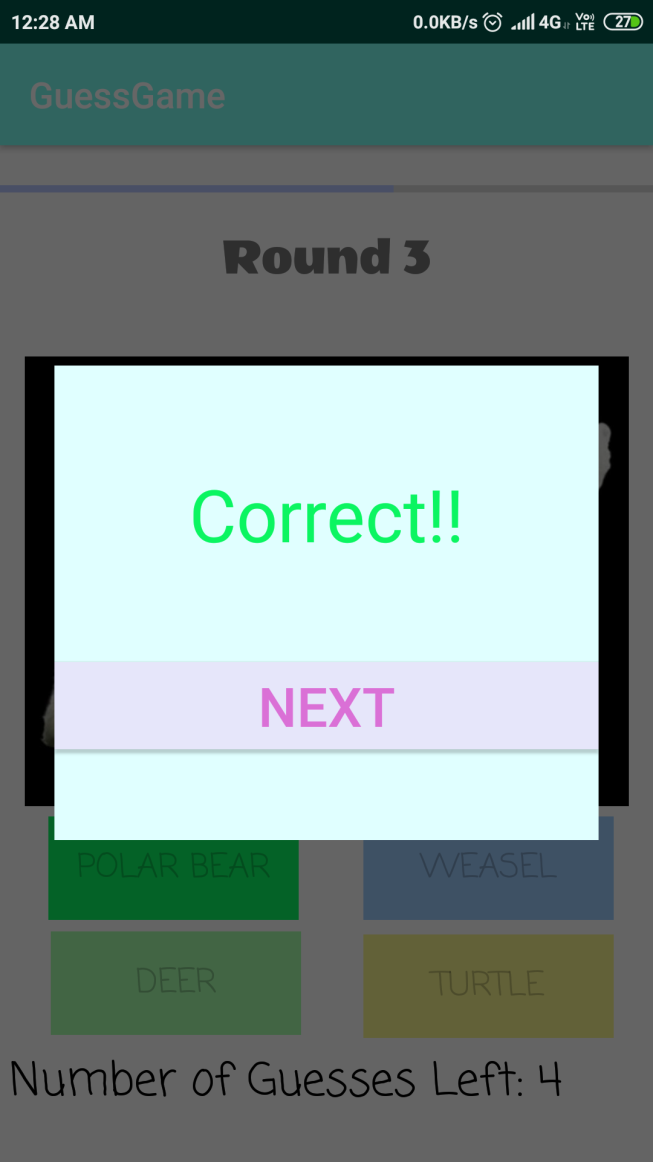 12:28 AM 0.0KB/s 4G Vo) LTE 27
GuessGame
Round 3
Correct!!
NEXT
POLAR BEAR WEASEL
DEER TURTLE
Number of Guesses Left: 4